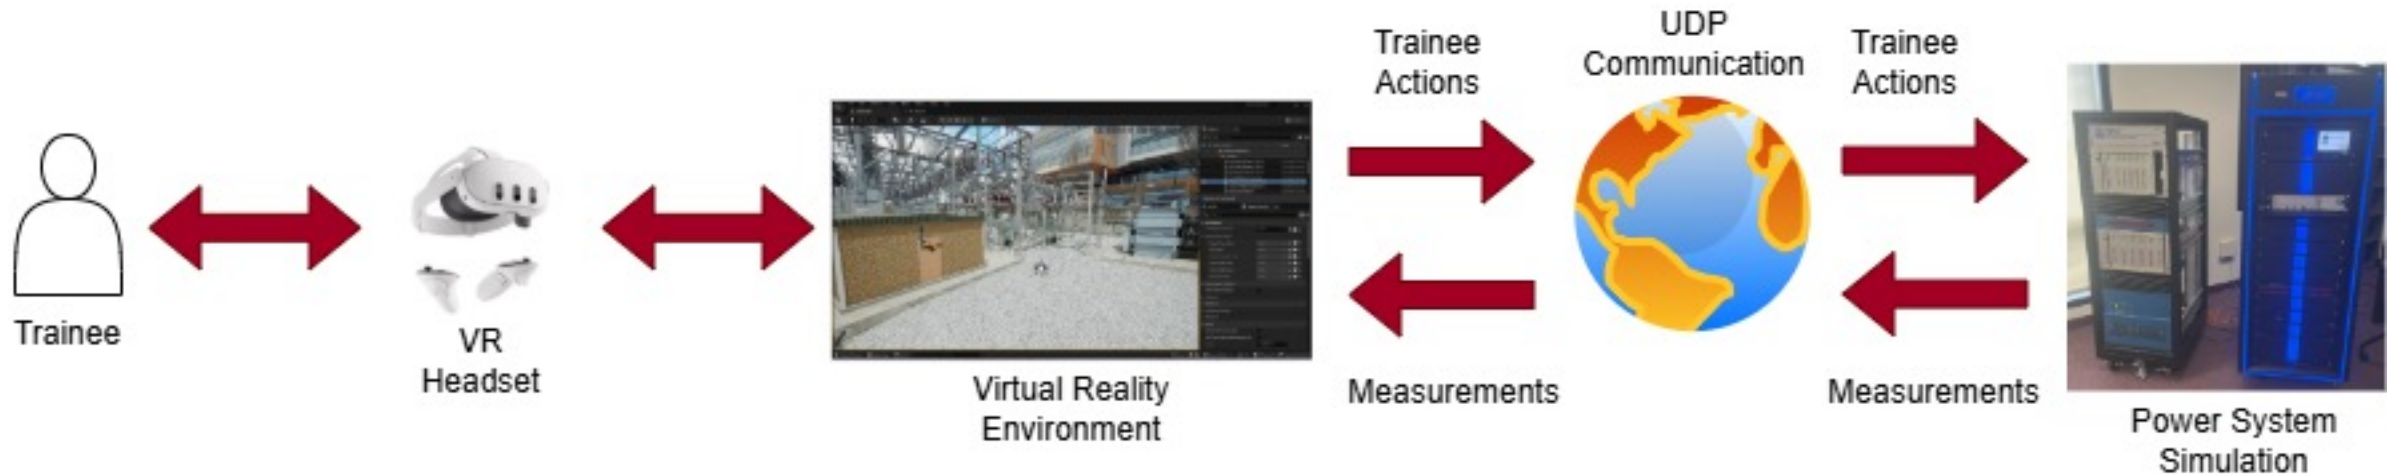 Trainee
VR
Headset
Virtual Reality
Environment
Trainee
Actions
Measurements
UDP
Communication
Trainee
Actions
Measurements
Power System
Simulation